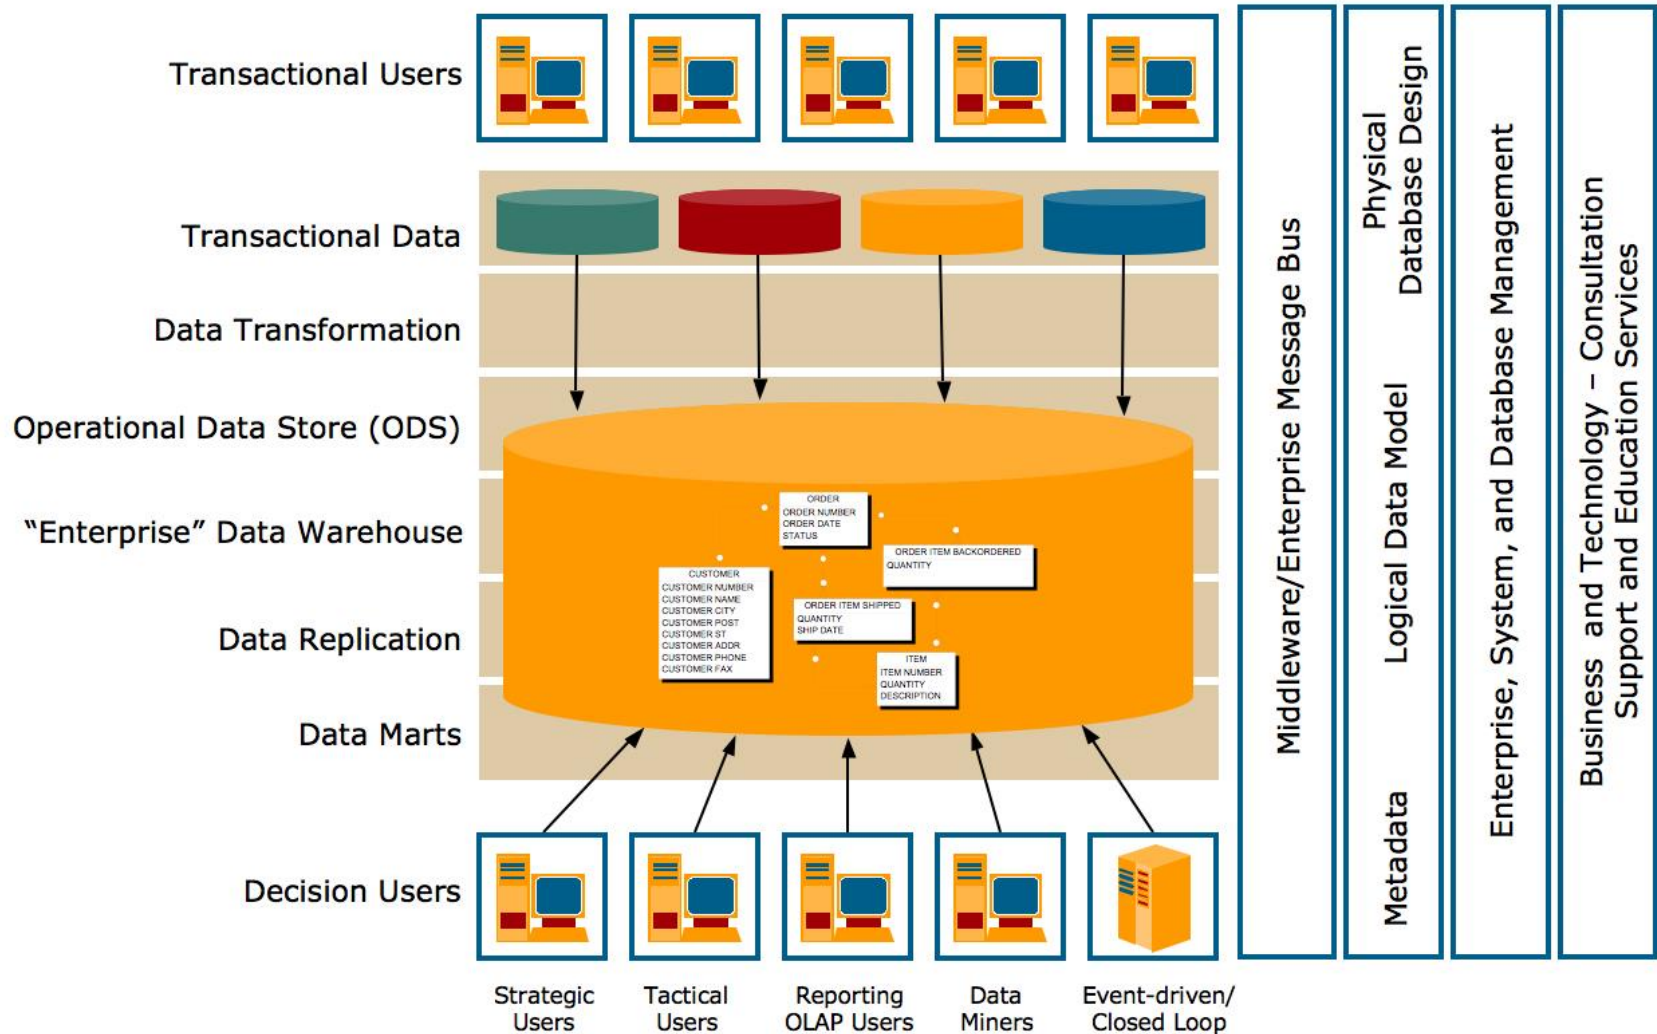 Transactional Users
Transactional Data
Data Transformation
Operational Data Store (ODS)
“Enterprise” Data Warehouse
Data Replication
Data Marts
Decision Users
ORDER
ORDER NUMBER
ORDER DATE
STATUS
ORDER ITEM BACKORDERED
QUANTITY
CUSTOMER
CUSTOMER NUMBER
CUSTOMER NAME
CUSTOMER CITY
CUSTOMER POST
CUSTOMER ST
CUSTOMER ADDR
CUSTOMER PHONE
CUSTOMER FAX
ORDER ITEM SHIPPED
QUANTITY
SHIP DATE
ITEM
ITEM NUMBER
QUANTITY
DESCRIPTION
Strategic
Users
Tactical
Users
Reporting
OLAP Users
Data
Miners
Event-driven/
Closed Loop
Middleware/Enterprise Message Bus
Physical
Database Design
Logical Data Model
Metadata
Enterprise, System, and Database Management
Business and Technology – Consultation
Support and Education Services